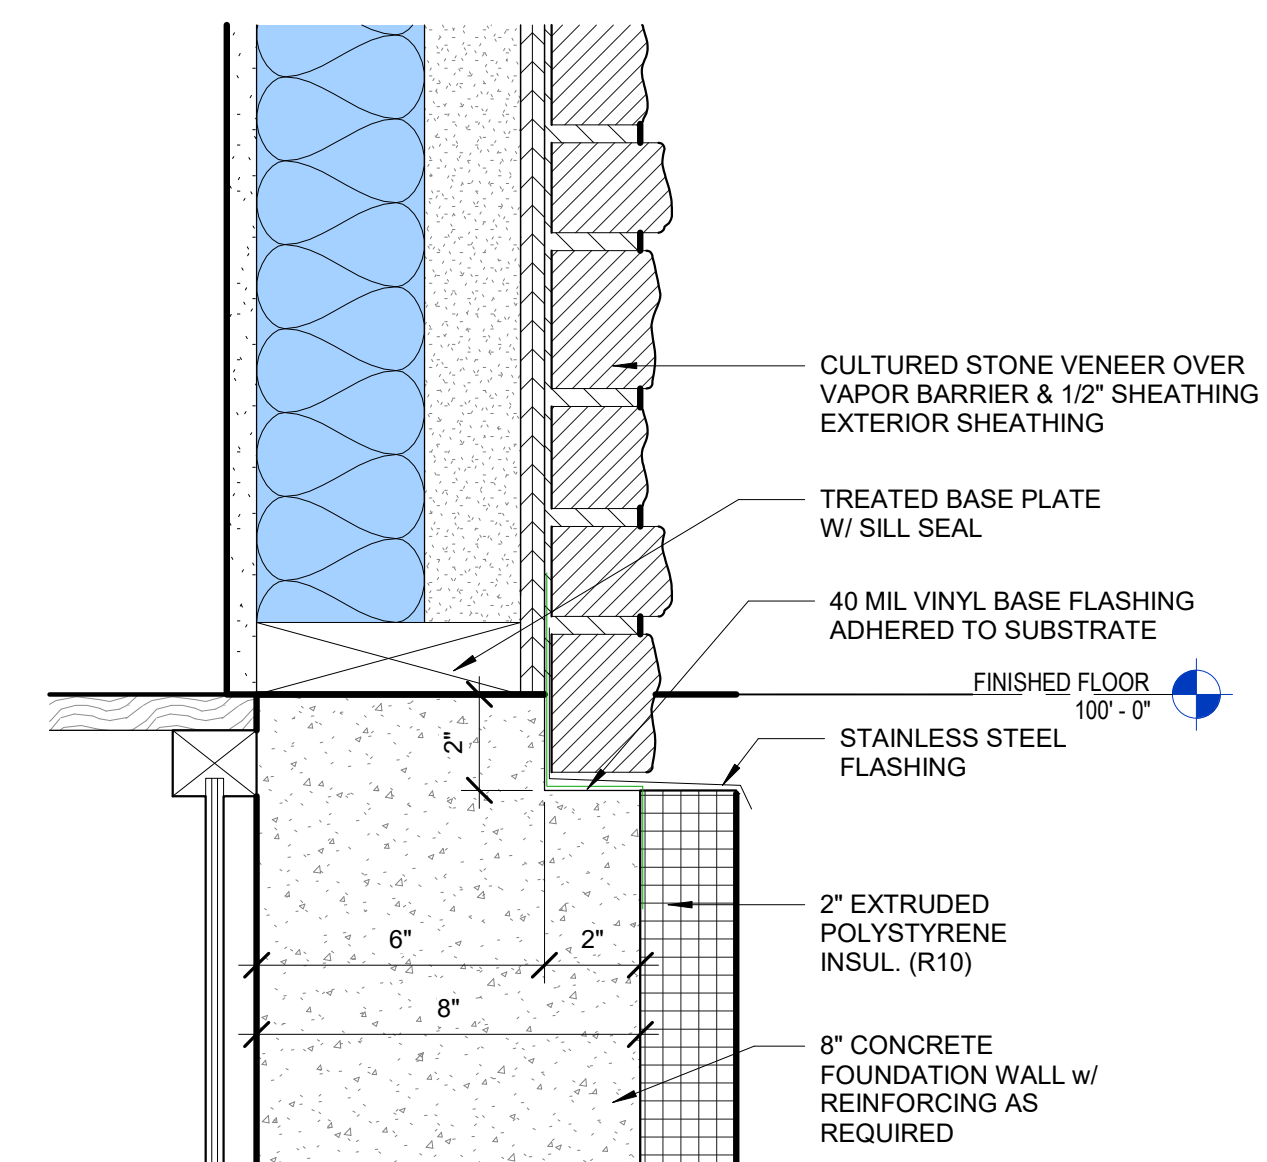 CULTURED STONE VENEER OVER
VAPOR BARRIER & 1/2" SHEATHING
EXTERIOR SHEATHING
TREATED BASE PLATE
W/ SILL SEAL
40 MIL VINYL BASE FLASHING
ADHERED TO SUBSTRATE
FINISHED FLOOR
100' - 0"
2"
STAINLESS STEEL
FLASHING
2" EXTRUDED
POLYSTYRENE
INSUL. (R10)
6"
2"
8"
8" CONCRETE
FOUNDATION WALL w/
REINFORCING AS
REQUIRED